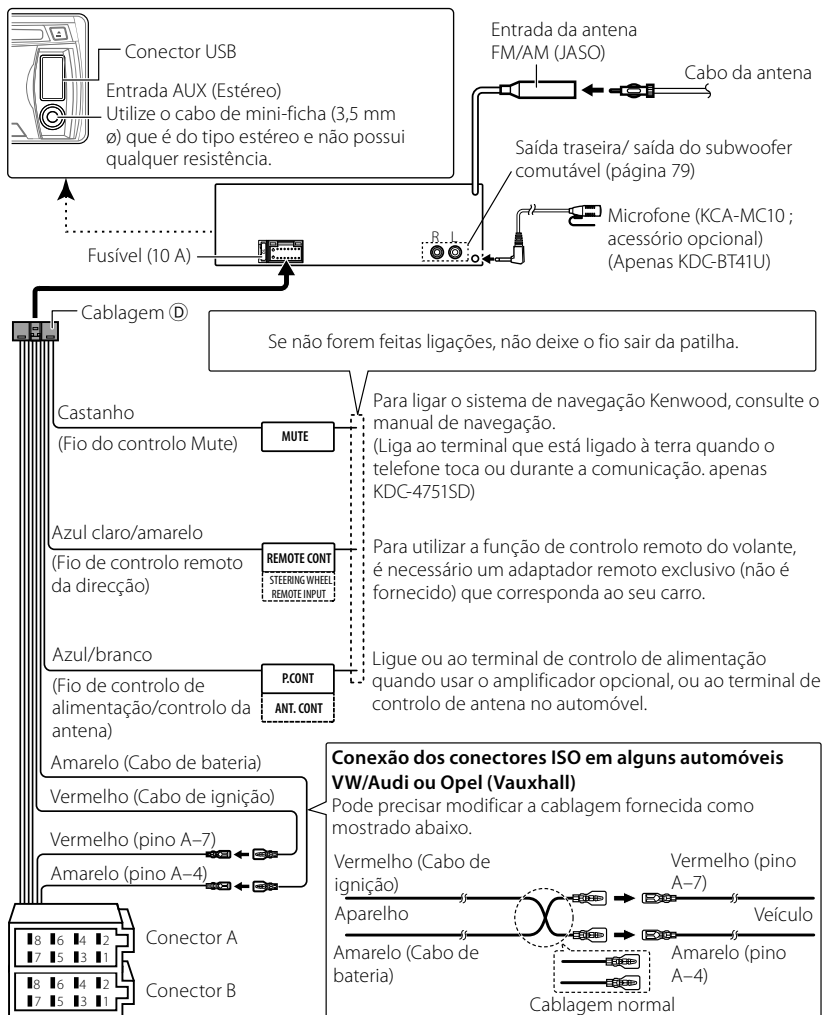 Conector USB
Entrada AUX (Estéreo)
Utilize o cabo de mini-ficha (3,5 mm
ø) que é do tipo estéreo e não possui
qualquer resistência.
Entrada da antena
FM/AM (JASO)
Cabo da antena
Saída traseira/ saída do subwoofer
comutável (página 79)
R L
Microfone (KCA-MC10 ;
acessório opcional)
(Apenas KDC-BT41U)
Fusível (10 A)
Cablagem Ⓓ
Se não forem feitas ligações, não deixe o fio sair da patilha.
Castanho
(Fio do controlo Mute)
MUTE
Para ligar o sistema de navegação Kenwood, consulte o
manual de navegação.
(Liga ao terminal que está ligado à terra quando o
telefone toca ou durante a comunicação. apenas
KDC-4751SD)
Azul claro/amarelo
(Fio de controlo remoto
da direcção)
REMOTE CONT
STEERING WHEEL
REMOTE INPUT
Para utilizar a função de controlo remoto do volante,
é necessário um adaptador remoto exclusivo (não é
fornecido) que corresponda ao seu carro.
Azul/branco
(Fio de controlo de
alimentação/controlo da
antena)
P.CONT
ANT. CONT
Ligue ou ao terminal de controlo de alimentação
quando usar o amplificador opcional, ou ao terminal de
controlo de antena no automóvel.
Amarelo (Cabo de bateria)
Vermelho (Cabo de ignição)
Vermelho (pino A–7)
Amarelo (pino A–4)
8 6 4 2
7 5 3 1
Conector A
8 6 4 2
7 5 3 1
Conector B
Conexão dos conectores ISO em alguns automóveis
VW/Audi ou Opel (Vauxhall)
Pode precisar modificar a cablagem fornecida como
mostrado abaixo.
Vermelho (Cabo de
ignição)
Vermelho (pino
A–7)
Aparelho
Veículo
Amarelo (Cabo de
bateria)
Amarelo (pino
A–4)
Cablagem normal